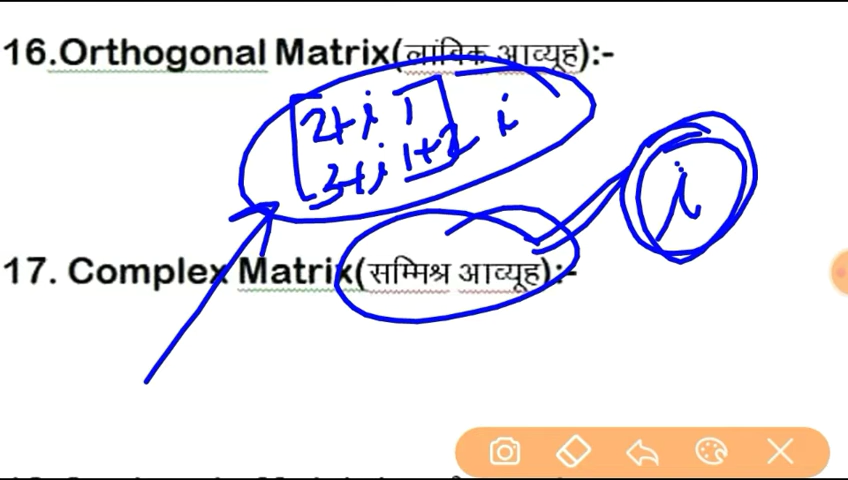 16.Orthogonal Matrix(लांबिक आव्यूह):-
2+i 1
3+i 1+2 i
i
17. Complex Matrix(सम्मिश्र आव्यूह):-